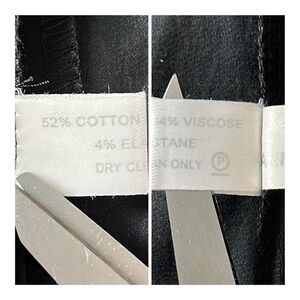 52% COTTON 44% VISCOSE
4% ELASTANE
DRY CLEAN ONLY Ⓟ